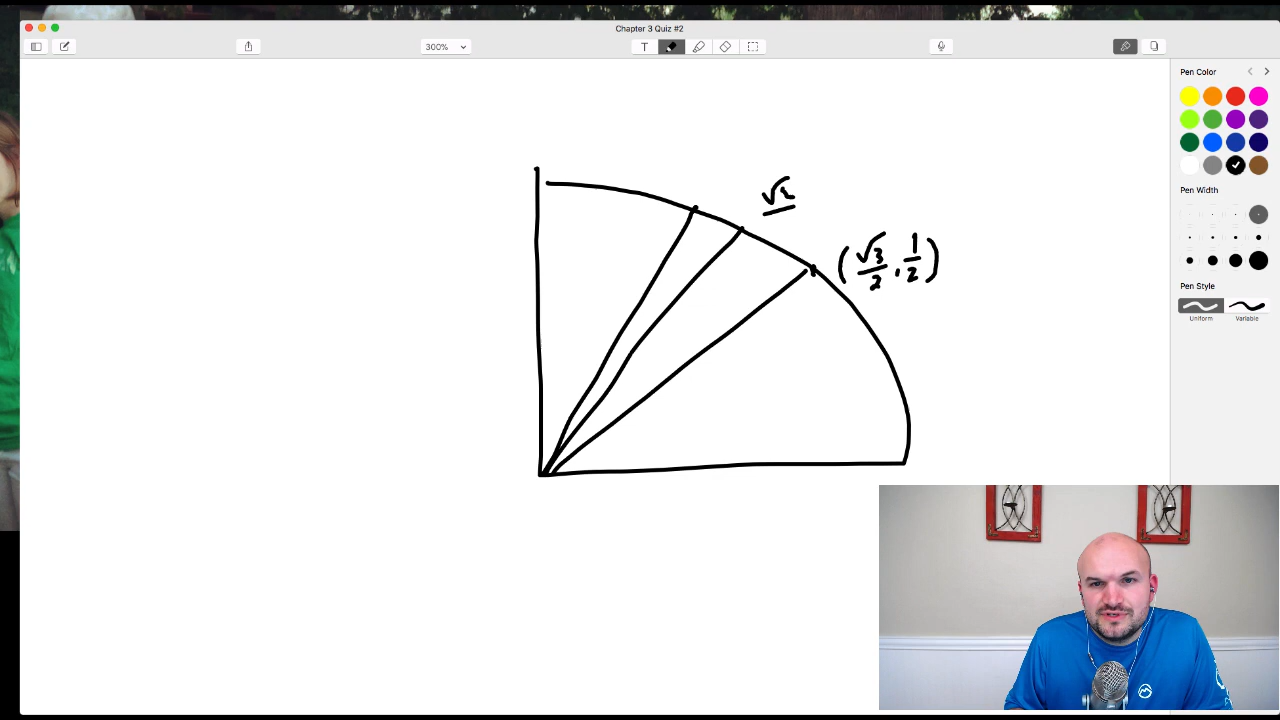 Chapter 3 Quiz #2
300%
T
Pen Color
√2
(√3/2, 1/2)
Pen Width
Pen Style
Uniform Variable